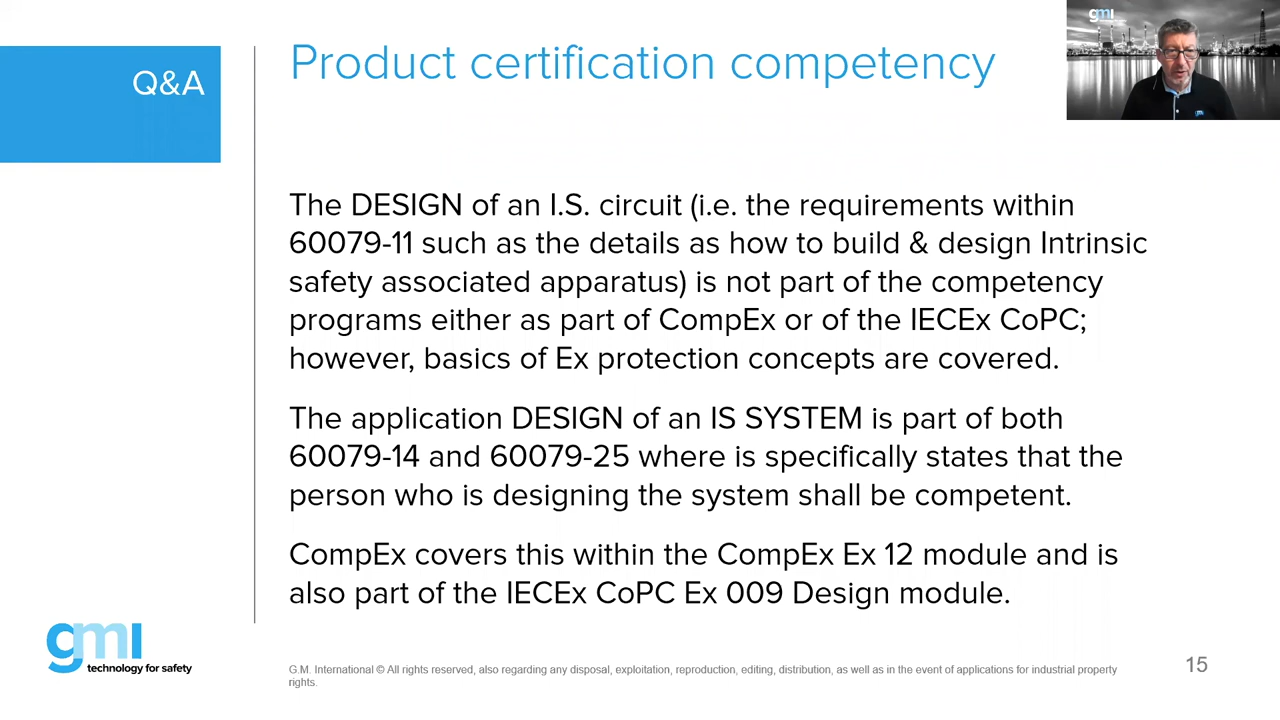 Q&A
Product certification competency
gmi
The DESIGN of an I.S. circuit (i.e. the requirements within
60079-11 such as the details as how to build & design Intrinsic
safety associated apparatus) is not part of the competency
programs either as part of CompEx or of the IECEx CoPC;
however, basics of Ex protection concepts are covered.
The application DESIGN of an IS SYSTEM is part of both
60079-14 and 60079-25 where is specifically states that the
person who is designing the system shall be competent.
CompEx covers this within the CompEx Ex 12 module and is
also part of the IECEx CoPC Ex 009 Design module.
gmi
technology for safety
G.M. International © All rights reserved, also regarding any disposal, exploitation, reproduction, editing, distribution, as well as in the event of applications for industrial property
rights.
15